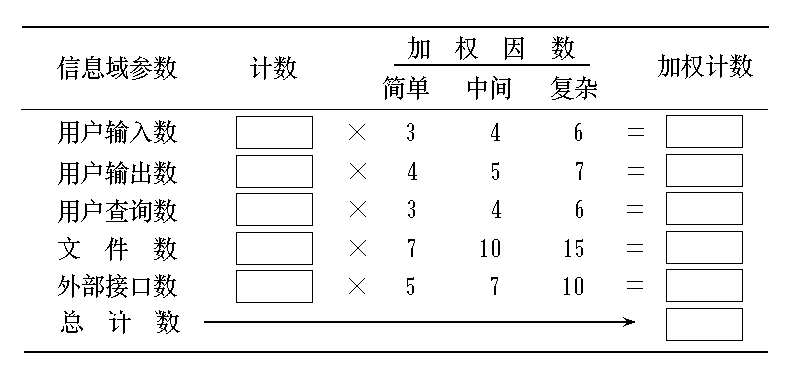 信息域参数 计数 加权因数 加权计数
简单 中间 复杂
用户输入数 × 3 4 6 =
用户输出数 × 4 5 7 =
用户查询数 × 3 4 6 =
文件数 × 7 10 15 =
外部接口数 × 5 7 10 =
总计数